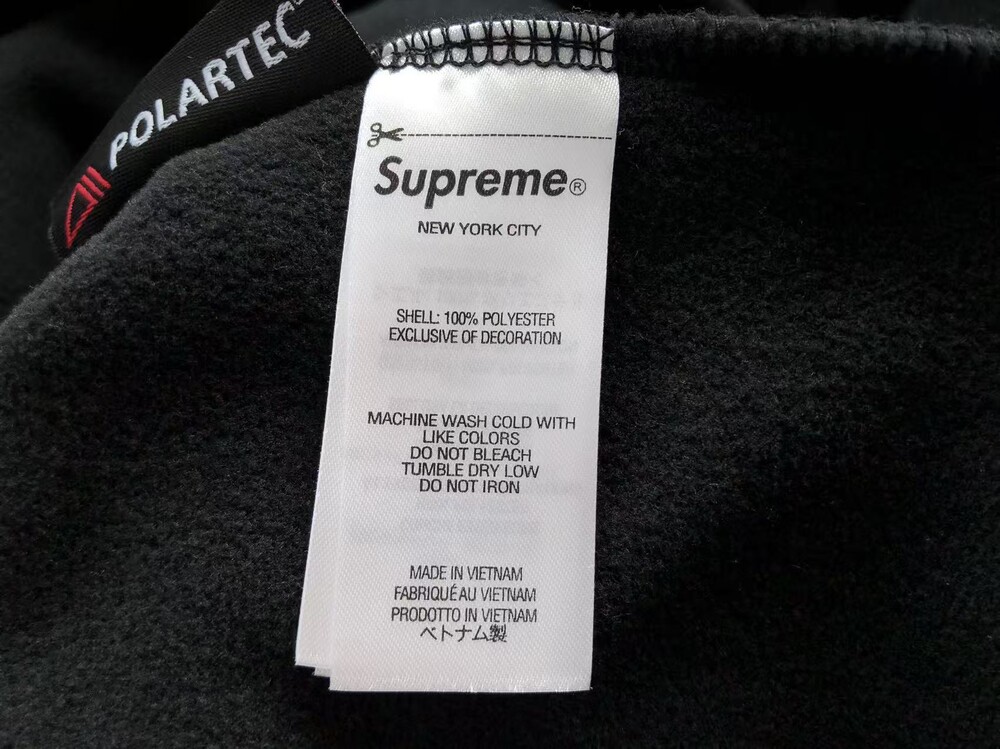 POLARTEC®
Supreme®
NEW YORK CITY
SHELL: 100% POLYESTER
EXCLUSIVE OF DECORATION
MACHINE WASH COLD WITH
LIKE COLORS
DO NOT BLEACH
TUMBLE DRY LOW
DO NOT IRON
MADE IN VIETNAM
FABRIQUÉ AU VIETNAM
PRODOTTO IN VIETNAM
ベトナム製